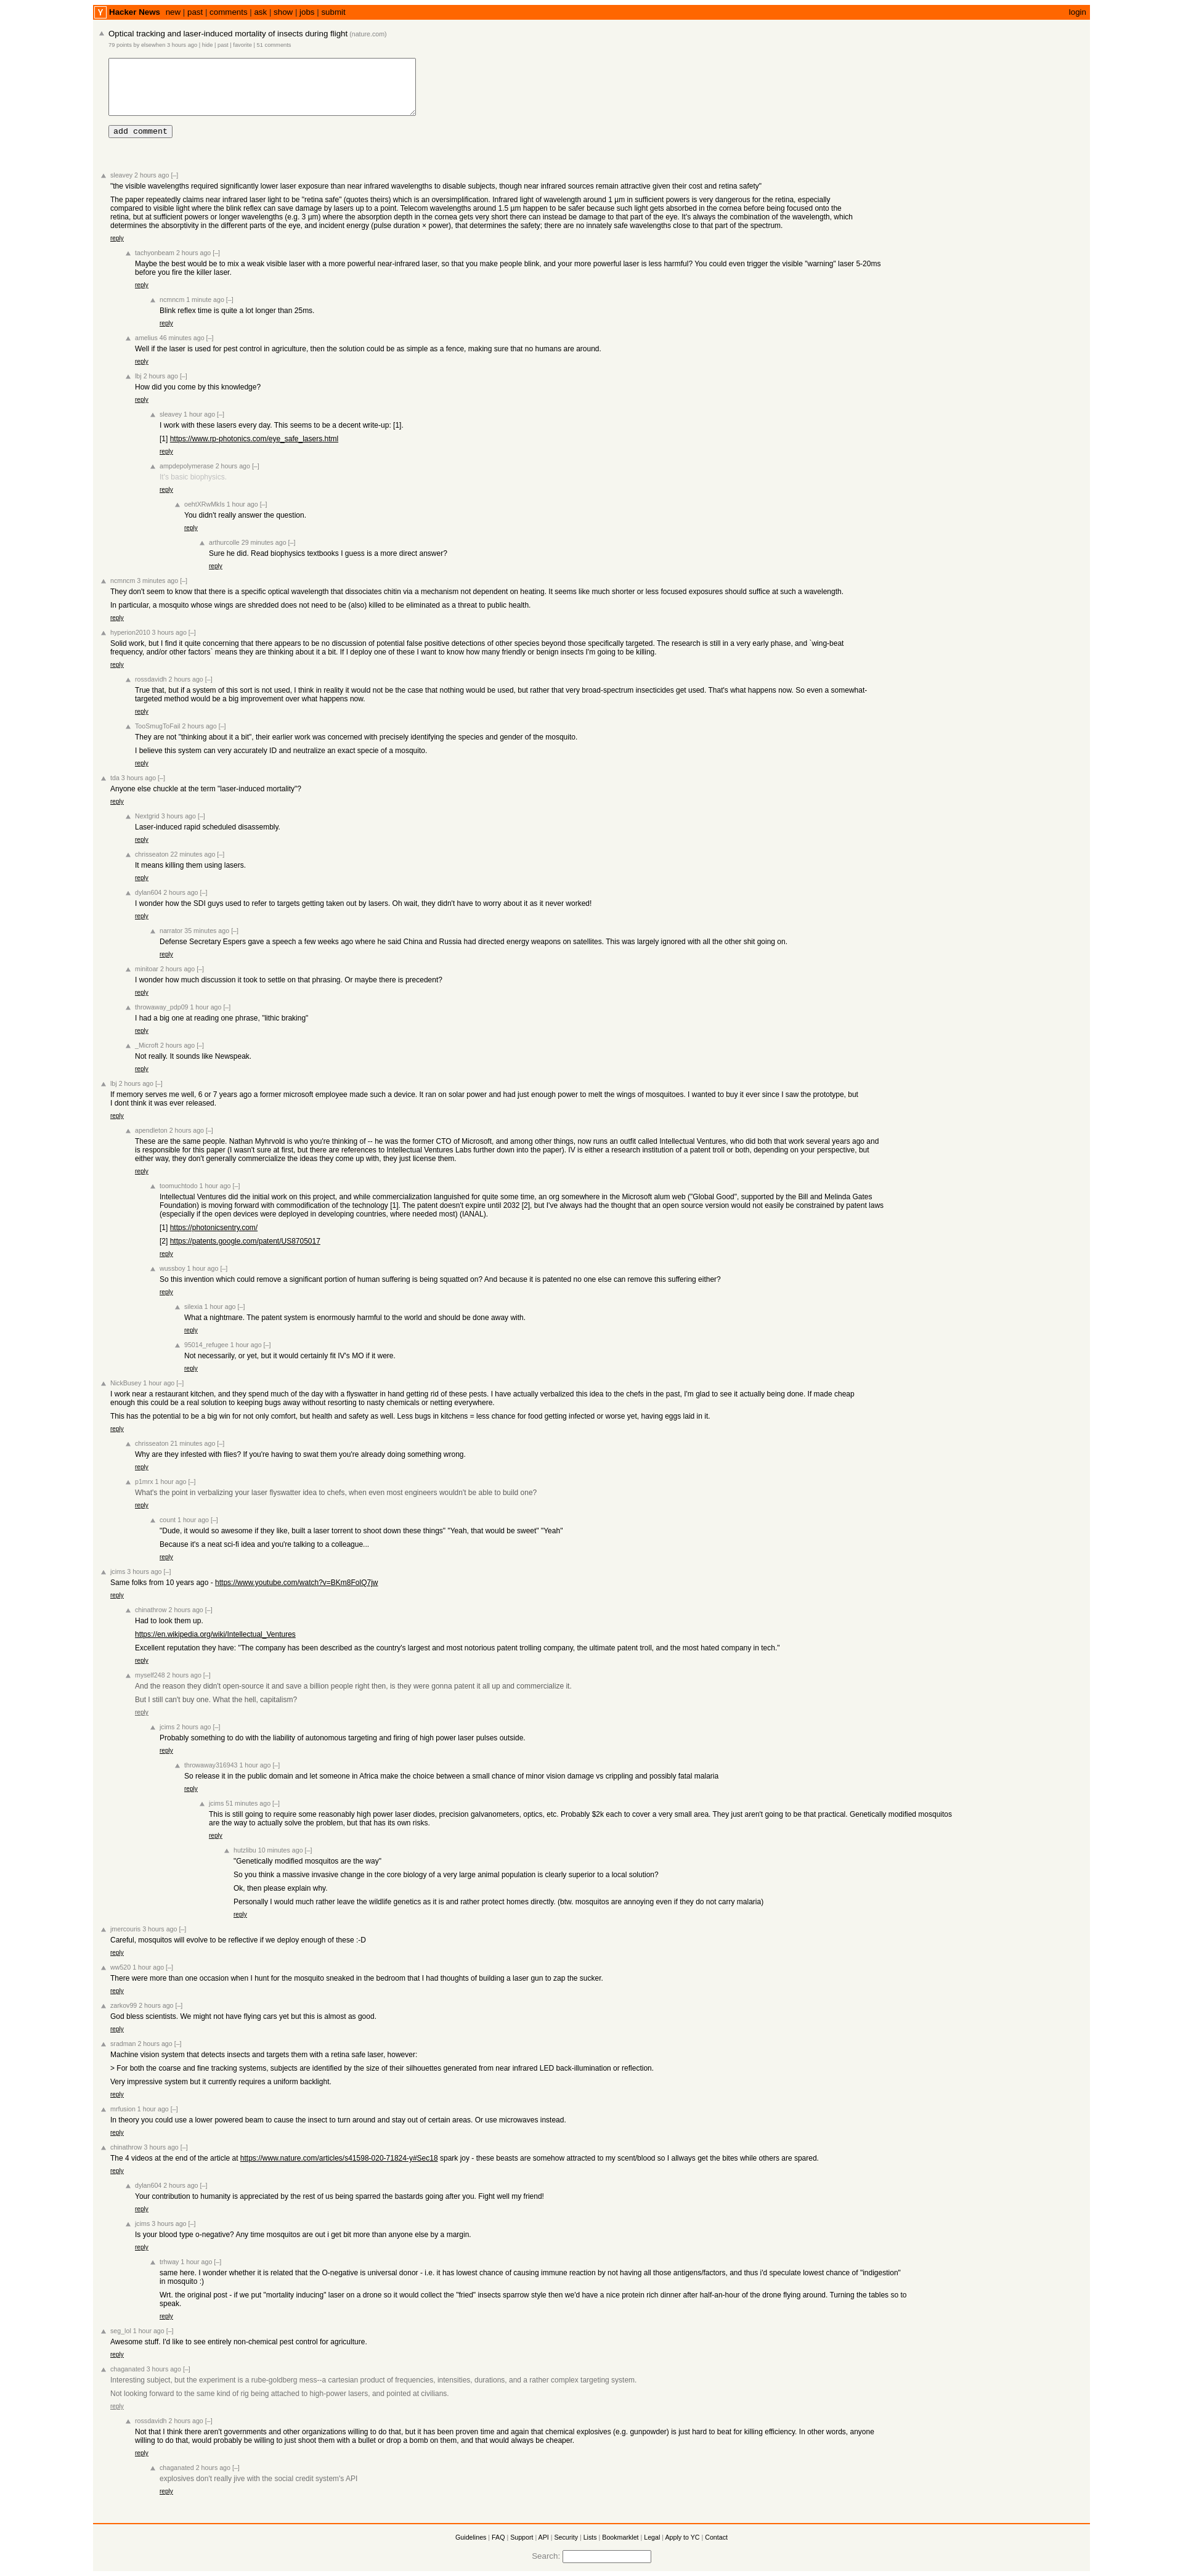 Y Hacker News new | past | comments | ask | show | jobs | submit login
Optical tracking and laser-induced mortality of insects during flight (nature.com)
79 points by elsewhen 3 hours ago | hide | past | favorite | 51 comments
add comment
sleavey 2 hours ago [–]
"the visible wavelengths required significantly lower laser exposure than near infrared wavelengths to disable subjects, though near infrared sources remain attractive given their cost and retina safety"
The paper repeatedly claims near infrared laser light to be "retina safe" (quotes theirs) which is an oversimplification. Infrared light of wavelength around 1 µm in sufficient powers is very dangerous for the retina, especially
compared to visible light where the blink reflex can save damage by lasers up to a point. Telecom wavelengths around 1.5 µm happen to be safer because such light gets absorbed in the cornea before being focused onto the
retina, but at sufficient powers or longer wavelengths (e.g. 3 µm) where the absorption depth in the cornea gets very short there can instead be damage to that part of the eye. It's always the combination of the wavelength, which
determines the absorptivity in the different parts of the eye, and incident energy (pulse duration × power), that determines the safety; there are no innately safe wavelengths close to that part of the spectrum.
reply
tachyonbeam 2 hours ago [–]
Maybe the best would be to mix a weak visible laser with a more powerful near-infrared laser, so that you make people blink, and your more powerful laser is less harmful? You could even trigger the visible "warning" laser 5-20ms
before you fire the killer laser.
reply
ncmncm 1 minute ago [–]
Blink reflex time is quite a lot longer than 25ms.
reply
amelius 46 minutes ago [–]
Well if the laser is used for pest control in agriculture, then the solution could be as simple as a fence, making sure that no humans are around.
reply
lbj 2 hours ago [–]
How did you come by this knowledge?
reply
sleavey 1 hour ago [–]
I work with these lasers every day. This seems to be a decent write-up: [1].
[1] https://www.rp-photonics.com/eye_safe_lasers.html
reply
ampdepolymerase 2 hours ago [–]
It's basic biophysics.
reply
oehtXRwMkIs 1 hour ago [–]
You didn't really answer the question.
reply
arthurcolle 29 minutes ago [–]
Sure he did. Read biophysics textbooks I guess is a more direct answer?
reply
ncmncm 3 minutes ago [–]
They don't seem to know that there is a specific optical wavelength that dissociates chitin via a mechanism not dependent on heating. It seems like much shorter or less focused exposures should suffice at such a wavelength.
In particular, a mosquito whose wings are shredded does not need to be (also) killed to be eliminated as a threat to public health.
reply
hyperion2010 3 hours ago [–]
Solid work, but I find it quite concerning that there appears to be no discussion of potential false positive detections of other species beyond those specifically targeted. The research is still in a very early phase, and `wing-beat
frequency, and/or other factors` means they are thinking about it a bit. If I deploy one of these I want to know how many friendly or benign insects I'm going to be killing.
reply
rossdavidh 2 hours ago [–]
True that, but if a system of this sort is not used, I think in reality it would not be the case that nothing would be used, but rather that very broad-spectrum insecticides get used. That's what happens now. So even a somewhat-
targeted method would be a big improvement over what happens now.
reply
TooSmugToFail 2 hours ago [–]
They are not "thinking about it a bit", their earlier work was concerned with precisely identifying the species and gender of the mosquito.
I believe this system can very accurately ID and neutralize an exact specie of a mosquito.
reply
tda 3 hours ago [–]
Anyone else chuckle at the term "laser-induced mortality"?
reply
Nextgrid 3 hours ago [–]
Laser-induced rapid scheduled disassembly.
reply
chrisseaton 22 minutes ago [–]
It means killing them using lasers.
reply
dylan604 2 hours ago [–]
I wonder how the SDI guys used to refer to targets getting taken out by lasers. Oh wait, they didn't have to worry about it as it never worked!
reply
narrator 35 minutes ago [–]
Defense Secretary Espers gave a speech a few weeks ago where he said China and Russia had directed energy weapons on satellites. This was largely ignored with all the other shit going on.
reply
minitoar 2 hours ago [–]
I wonder how much discussion it took to settle on that phrasing. Or maybe there is precedent?
reply
throwaway_pdp09 1 hour ago [–]
I had a big one at reading one phrase, "lithic braking"
reply
_Microft 2 hours ago [–]
Not really. It sounds like Newspeak.
reply
lbj 2 hours ago [–]
If memory serves me well, 6 or 7 years ago a former microsoft employee made such a device. It ran on solar power and had just enough power to melt the wings of mosquitoes. I wanted to buy it ever since I saw the prototype, but
I dont think it was ever released.
reply
apendleton 2 hours ago [–]
These are the same people. Nathan Myhrvold is who you're thinking of -- he was the former CTO of Microsoft, and among other things, now runs an outfit called Intellectual Ventures, who did both that work several years ago and
is responsible for this paper (I wasn't sure at first, but there are references to Intellectual Ventures Labs further down into the paper). IV is either a research institution of a patent troll or both, depending on your perspective, but
either way, they don't generally commercialize the ideas they come up with, they just license them.
reply
toomuchtodo 1 hour ago [–]
Intellectual Ventures did the initial work on this project, and while commercialization languished for quite some time, an org somewhere in the Microsoft alum web ("Global Good", supported by the Bill and Melinda Gates
Foundation) is moving forward with commodification of the technology [1]. The patent doesn't expire until 2032 [2], but I've always had the thought that an open source version would not easily be constrained by patent laws
(especially if the open devices were deployed in developing countries, where needed most) (IANAL).
[1] https://photonicsentry.com/
[2] https://patents.google.com/patent/US8705017
reply
wussboy 1 hour ago [–]
So this invention which could remove a significant portion of human suffering is being squatted on? And because it is patented no one else can remove this suffering either?
reply
silexia 1 hour ago [–]
What a nightmare. The patent system is enormously harmful to the world and should be done away with.
reply
95014_refugee 1 hour ago [–]
Not necessarily, or yet, but it would certainly fit IV's MO if it were.
reply
NickBusey 1 hour ago [–]
I work near a restaurant kitchen, and they spend much of the day with a flyswatter in hand getting rid of these pests. I have actually verbalized this idea to the chefs in the past, I'm glad to see it actually being done. If made cheap
enough this could be a real solution to keeping bugs away without resorting to nasty chemicals or netting everywhere.
This has the potential to be a big win for not only comfort, but health and safety as well. Less bugs in kitchens = less chance for food getting infected or worse yet, having eggs laid in it.
reply
chrisseaton 21 minutes ago [–]
Why are they infested with flies? If you're having to swat them you're already doing something wrong.
reply
p1mrx 1 hour ago [–]
What's the point in verbalizing your laser flyswatter idea to chefs, when even most engineers wouldn't be able to build one?
reply
count 1 hour ago [–]
"Dude, it would so awesome if they like, built a laser torrent to shoot down these things" "Yeah, that would be sweet" "Yeah"
Because it's a neat sci-fi idea and you're talking to a colleague...
reply
jcims 3 hours ago [–]
Same folks from 10 years ago - https://www.youtube.com/watch?v=BKm8FolQ7jw
reply
chinathrow 2 hours ago [–]
Had to look them up.
https://en.wikipedia.org/wiki/Intellectual_Ventures
Excellent reputation they have: "The company has been described as the country's largest and most notorious patent trolling company, the ultimate patent troll, and the most hated company in tech."
reply
myself248 2 hours ago [–]
And the reason they didn't open-source it and save a billion people right then, is they were gonna patent it all up and commercialize it.
But I still can't buy one. What the hell, capitalism?
reply
jcims 2 hours ago [–]
Probably something to do with the liability of autonomous targeting and firing of high power laser pulses outside.
reply
throwaway316943 1 hour ago [–]
So release it in the public domain and let someone in Africa make the choice between a small chance of minor vision damage vs crippling and possibly fatal malaria
reply
jcims 51 minutes ago [–]
This is still going to require some reasonably high power laser diodes, precision galvanometers, optics, etc. Probably $2k each to cover a very small area. They just aren't going to be that practical. Genetically modified mosquitos
are the way to actually solve the problem, but that has its own risks.
reply
hutzlibu 10 minutes ago [–]
"Genetically modified mosquitos are the way"
So you think a massive invasive change in the core biology of a very large animal population is clearly superior to a local solution?
Ok, then please explain why.
Personally I would much rather leave the wildlife genetics as it is and rather protect homes directly. (btw. mosquitos are annoying even if they do not carry malaria)
reply
jmercouris 3 hours ago [–]
Careful, mosquitos will evolve to be reflective if we deploy enough of these :-D
reply
ww520 1 hour ago [–]
There were more than one occasion when I hunt for the mosquito sneaked in the bedroom that I had thoughts of building a laser gun to zap the sucker.
reply
zarkov99 2 hours ago [–]
God bless scientists. We might not have flying cars yet but this is almost as good.
reply
sradman 2 hours ago [–]
Machine vision system that detects insects and targets them with a retina safe laser, however:
> For both the coarse and fine tracking systems, subjects are identified by the size of their silhouettes generated from near infrared LED back-illumination or reflection.
Very impressive system but it currently requires a uniform backlight.
reply
mrfusion 1 hour ago [–]
In theory you could use a lower powered beam to cause the insect to turn around and stay out of certain areas. Or use microwaves instead.
reply
chinathrow 3 hours ago [–]
The 4 videos at the end of the article at https://www.nature.com/articles/s41598-020-71824-y#Sec18 spark joy - these beasts are somehow attracted to my scent/blood so I allways get the bites while others are spared.
reply
dylan604 2 hours ago [–]
Your contribution to humanity is appreciated by the rest of us being sparred the bastards going after you. Fight well my friend!
reply
jcims 3 hours ago [–]
Is your blood type o-negative? Any time mosquitos are out i get bit more than anyone else by a margin.
reply
trhway 1 hour ago [–]
same here. I wonder whether it is related that the O-negative is universal donor - i.e. it has lowest chance of causing immune reaction by not having all those antigens/factors, and thus i'd speculate lowest chance of "indigestion"
in mosquito :)
Wrt. the original post - if we put "mortality inducing" laser on a drone so it would collect the "fried" insects sparrow style then we'd have a nice protein rich dinner after half-an-hour of the drone flying around. Turning the tables so to
speak.
reply
seg_lol 1 hour ago [–]
Awesome stuff. I'd like to see entirely non-chemical pest control for agriculture.
reply
chaganated 3 hours ago [–]
Interesting subject, but the experiment is a rube-goldberg mess--a cartesian product of frequencies, intensities, durations, and a rather complex targeting system.
Not looking forward to the same kind of rig being attached to high-power lasers, and pointed at civilians.
reply
rossdavidh 2 hours ago [–]
Not that I think there aren't governments and other organizations willing to do that, but it has been proven time and again that chemical explosives (e.g. gunpowder) is just hard to beat for killing efficiency. In other words, anyone
willing to do that, would probably be willing to just shoot them with a bullet or drop a bomb on them, and that would always be cheaper.
reply
chaganated 2 hours ago [–]
explosives don't really jive with the social credit system's API
reply
Guidelines | FAQ | Support | API | Security | Lists | Bookmarklet | Legal | Apply to YC | Contact
Search: